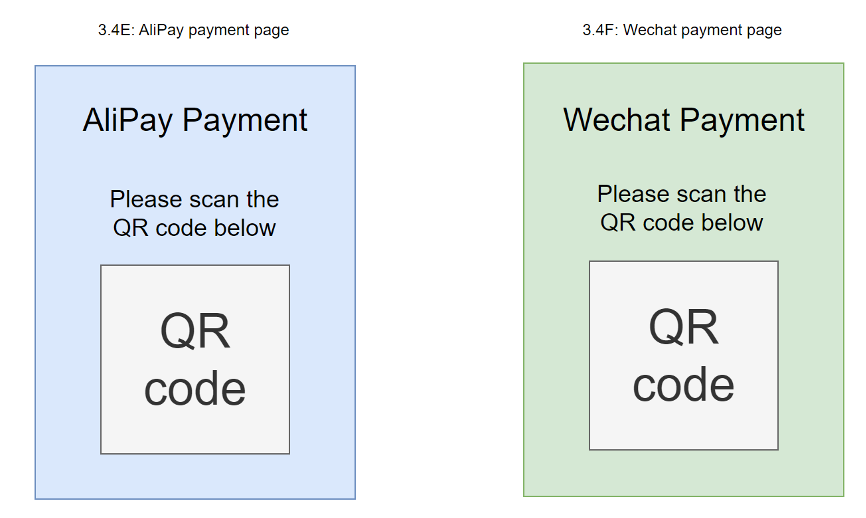 3.4E: AliPay payment page
AliPay Payment
Please scan the
QR code below
QR
code
3.4F: Wechat payment page
Wechat Payment
Please scan the
QR code below
QR
code